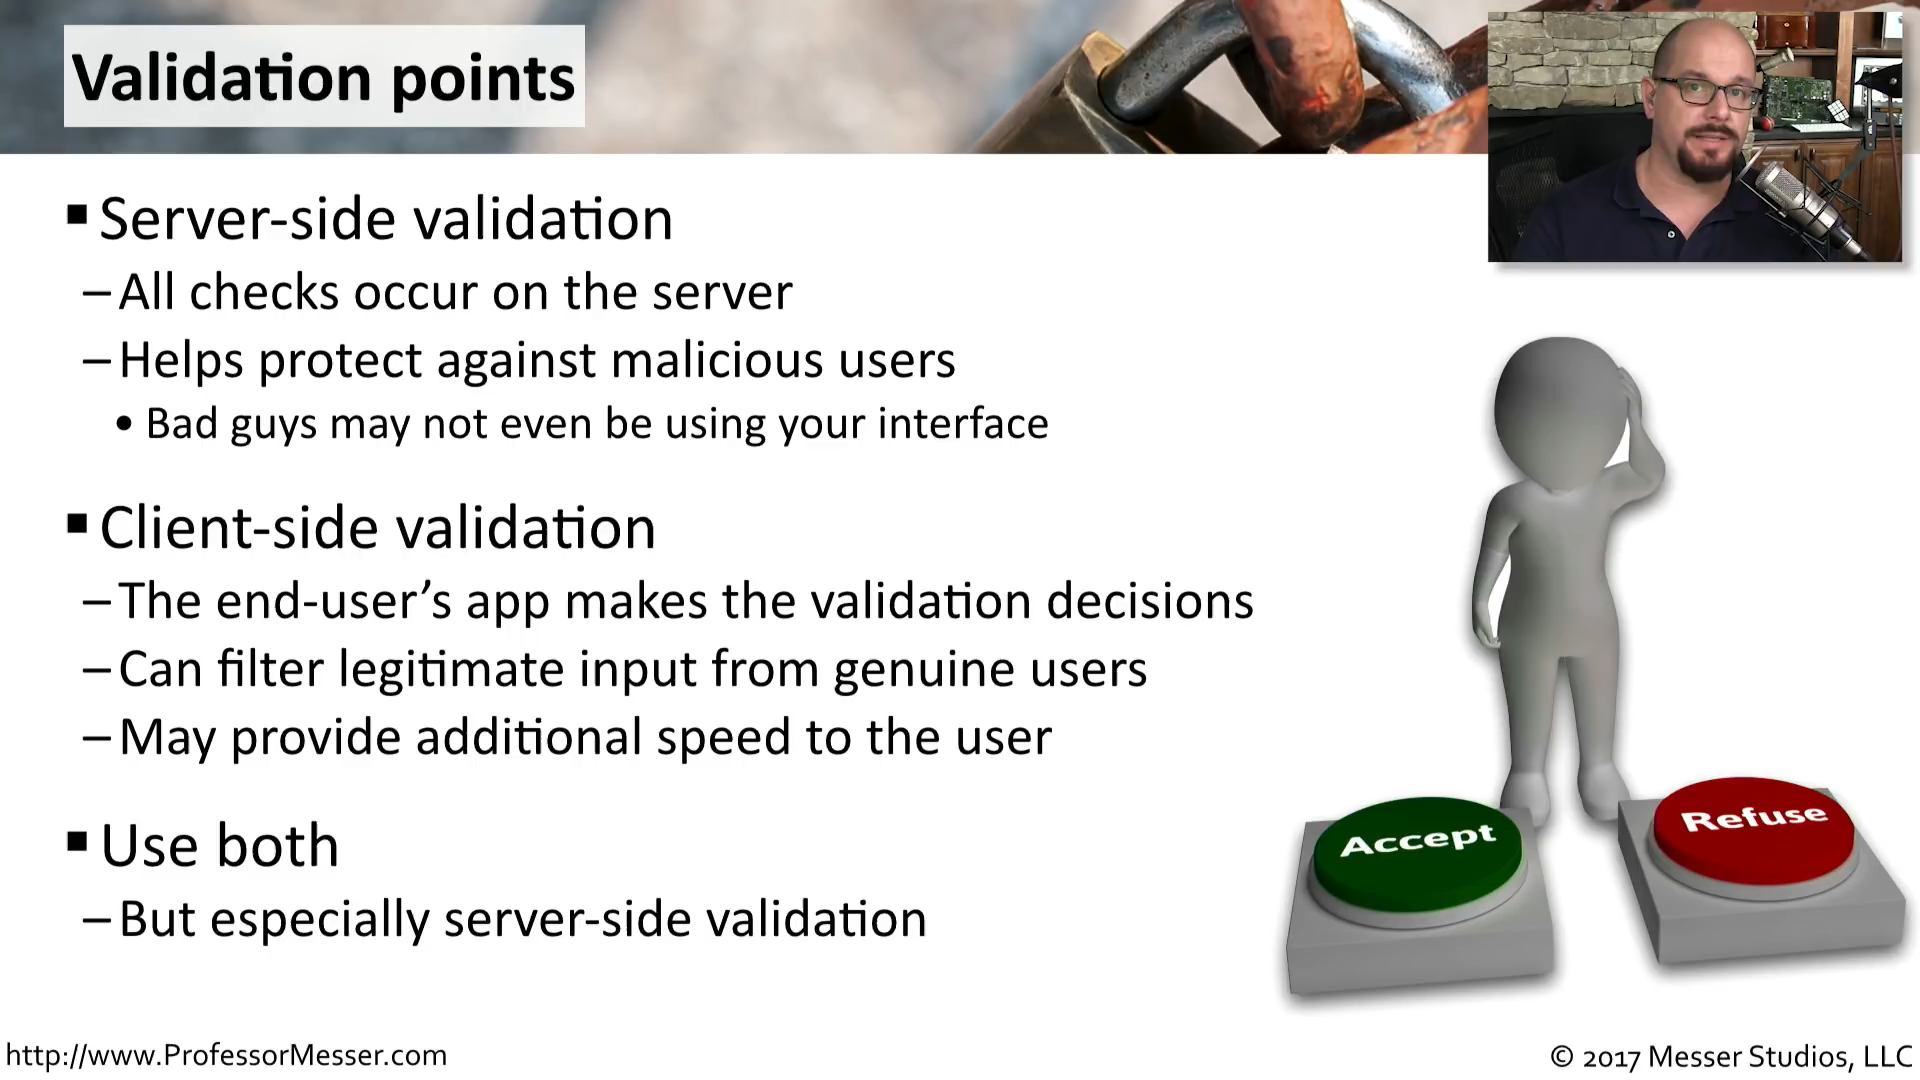 Validation points
▪ Server-side validation
– All checks occur on the server
– Helps protect against malicious users
• Bad guys may not even be using your interface
▪ Client-side validation
– The end-user’s app makes the validation decisions
– Can filter legitimate input from genuine users
– May provide additional speed to the user
▪ Use both
– But especially server-side validation
Accept
Refuse
http://www.ProfessorMesser.com
© 2017 Messer Studios, LLC